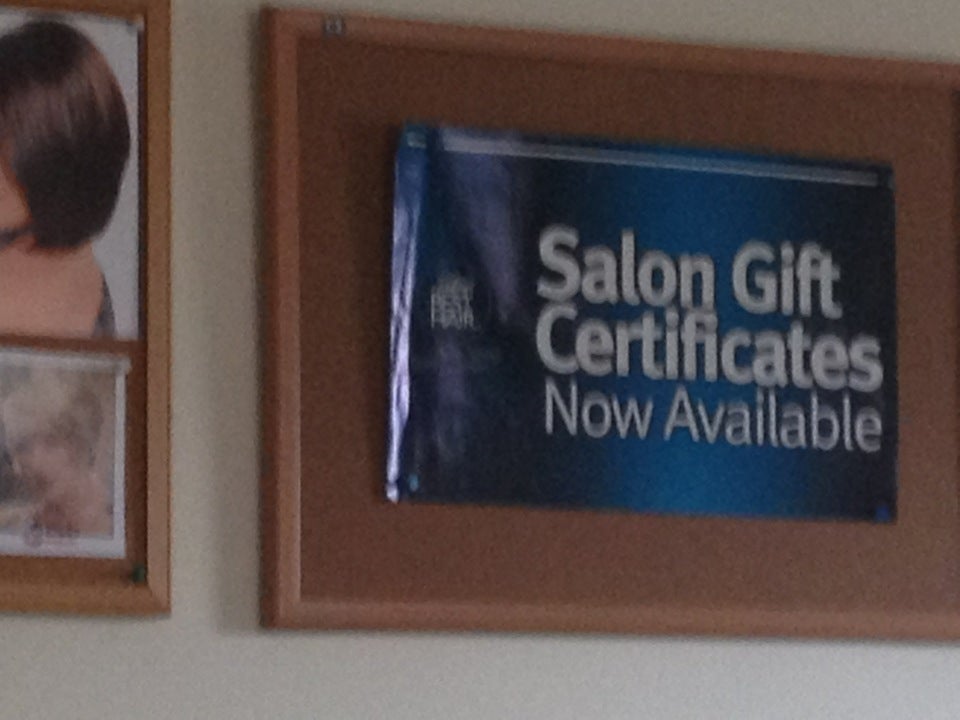 Salon Gift
Certificates
Now Available